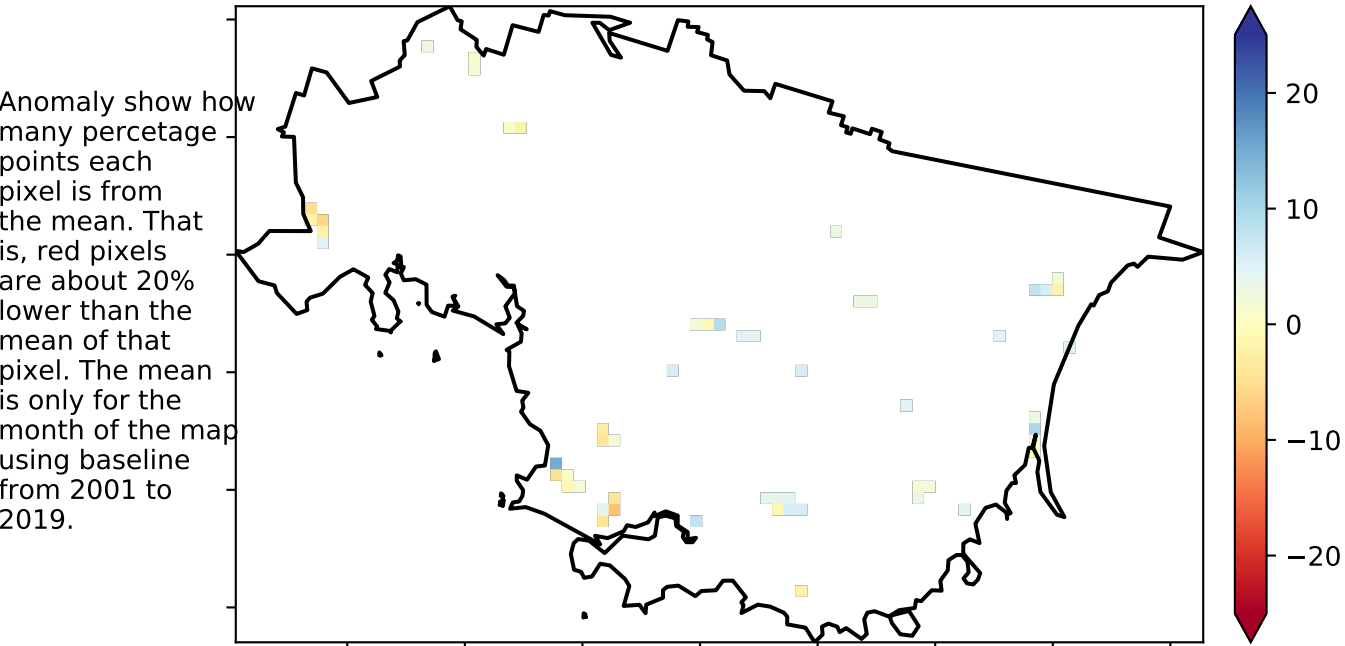 Anomaly show how
many percetage
points each
pixel is from
the mean. That
is, red pixels
are about 20%
lower than the
mean of that
pixel. The mean
is only for the
month of the map
using baseline
from 2001 to
2019.
20
10
0
−10
−20